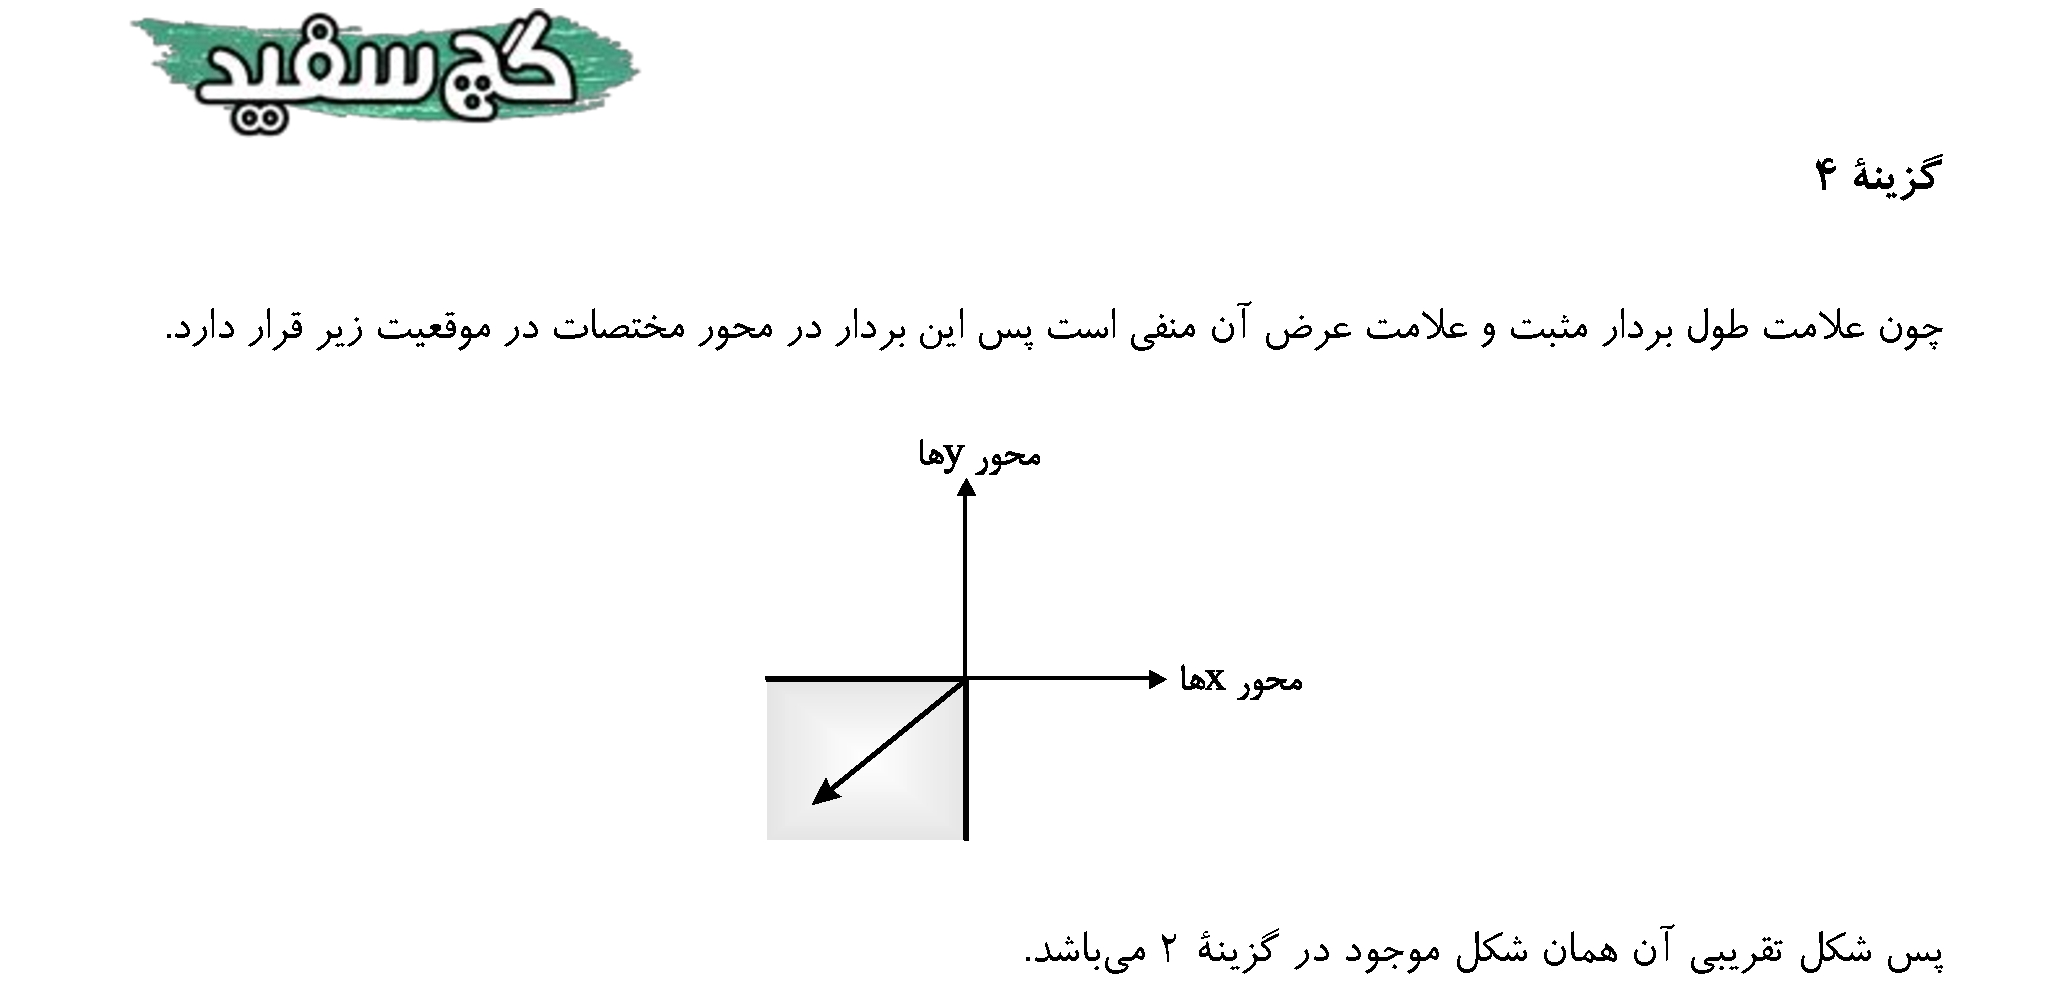 گچ سفید
گزینهٔ ۴
چون علامت طول بردار مثبت و علامت عرض آن منفی است پس این بردار در محور مختصات در موقعیت زیر قرار دارد.
محور yها
محور xها
پس شکل تقریبی آن همان شکل موجود در گزینهٔ ۲ می‌باشد.